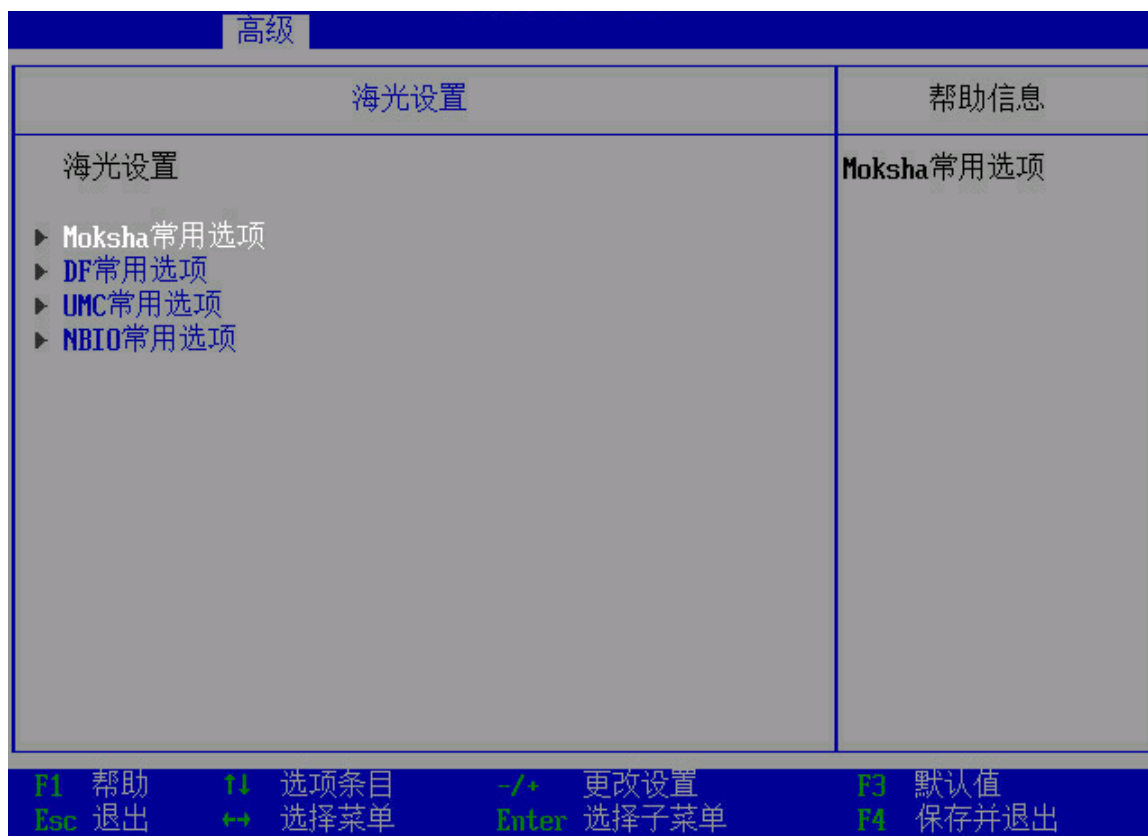 高级
海光设置
帮助信息
海光设置
Moksha常用选项
Moksha常用选项
DF常用选项
UMC常用选项
NBIO常用选项
F1 帮助 ↑↓ 选项条目 -/+ 更改设置 F3 默认值
Esc 退出 ←→ 选择菜单 Enter 选择子菜单 F4 保存并退出